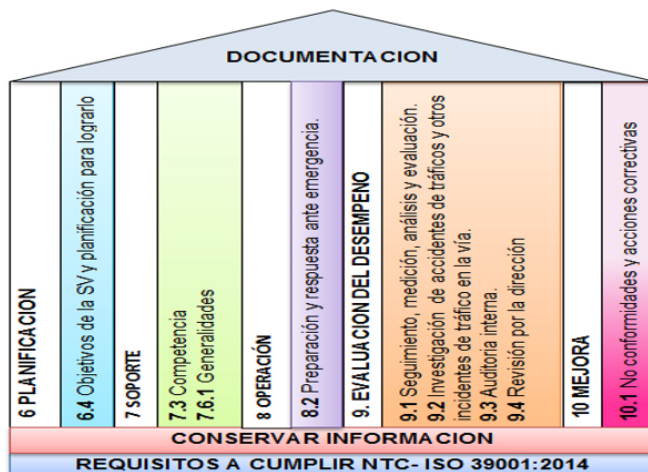 DOCUMENTACION
6 PLANIFICACION
6.4 Objetivos de la SV y planificación para lograrlo
7 SOPORTE
7.3 Competencia
7.6.1 Generalidades
8 OPERACIÓN
8.2 Preparación y respuesta ante emergencia.
9. EVALUACION DEL DESEMPEÑO
9.1 Seguimiento, medición, análisis y evaluación.
9.2 Investigación de accidentes de tráficos y otros
incidentes de tráfico en la vía.
9.3 Auditoria interna.
9.4 Revisión por la dirección
10 MEJORA
10.1 No conformidades y acciones correctivas
CONSERVAR INFORMACION
REQUISITOS A CUMPLIR NTC- ISO 39001:2014